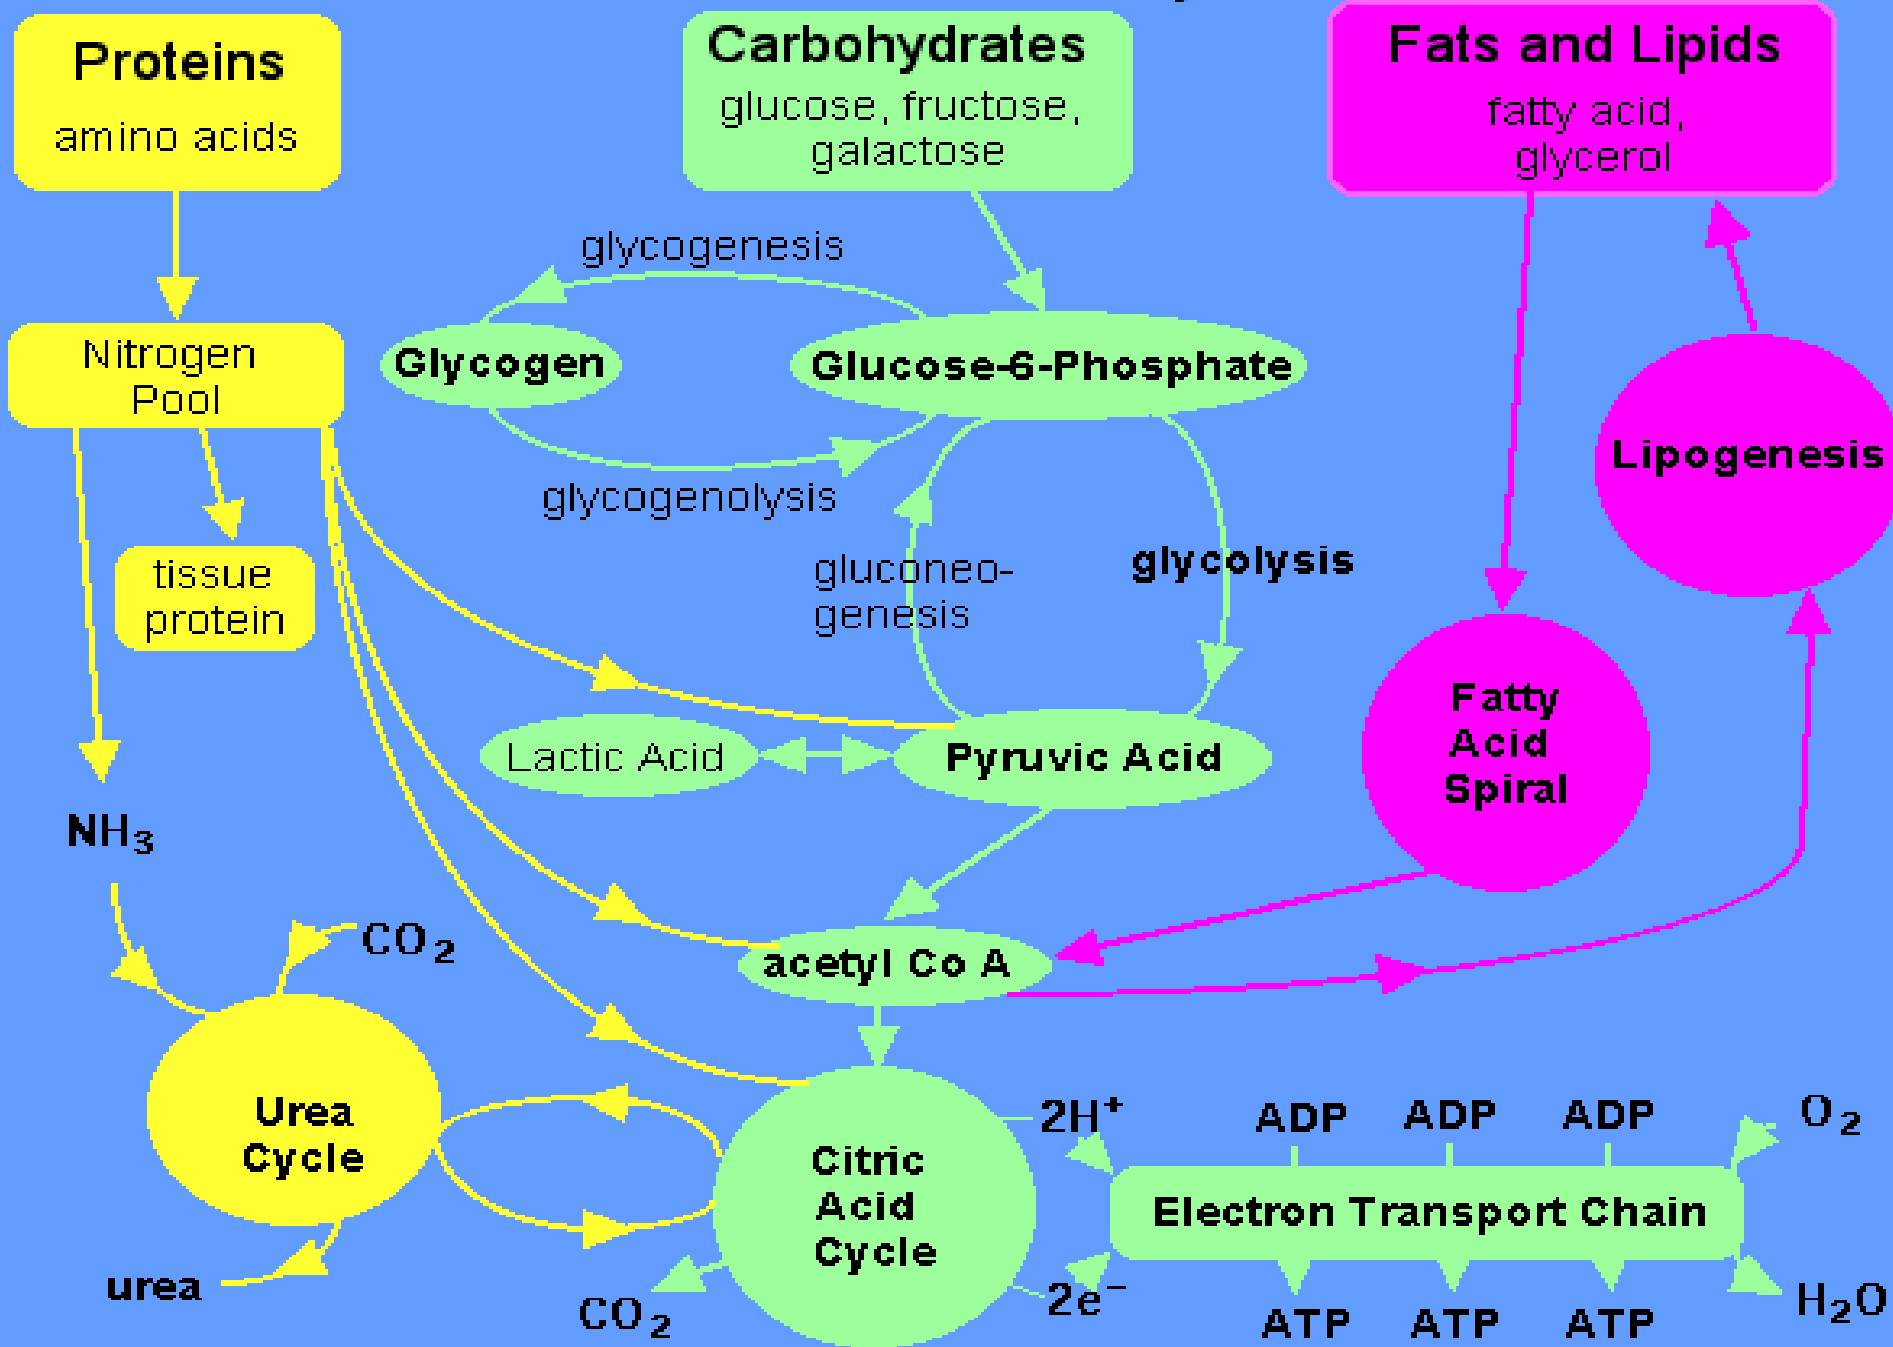 Proteins
amino acids
Carbohydrates
glucose, fructose,
galactose
Fats and Lipids
fatty acid,
glycerol
glycogenesis
Nitrogen
Pool
Glycogen
Glucose-6-Phosphate
Lipogenesis
glycogenolysis
tissue
protein
gluconeo-
genesis
glycolysis
Fatty
Acid
Spiral
Lactic Acid
Pyruvic Acid
NH₃
CO₂
acetyl Co A
Urea
Cycle
urea
Citric
Acid
Cycle
CO₂
2H⁺
2e⁻
ADP
ADP
ADP
O₂
Electron Transport Chain
ATP
ATP
ATP
H₂O